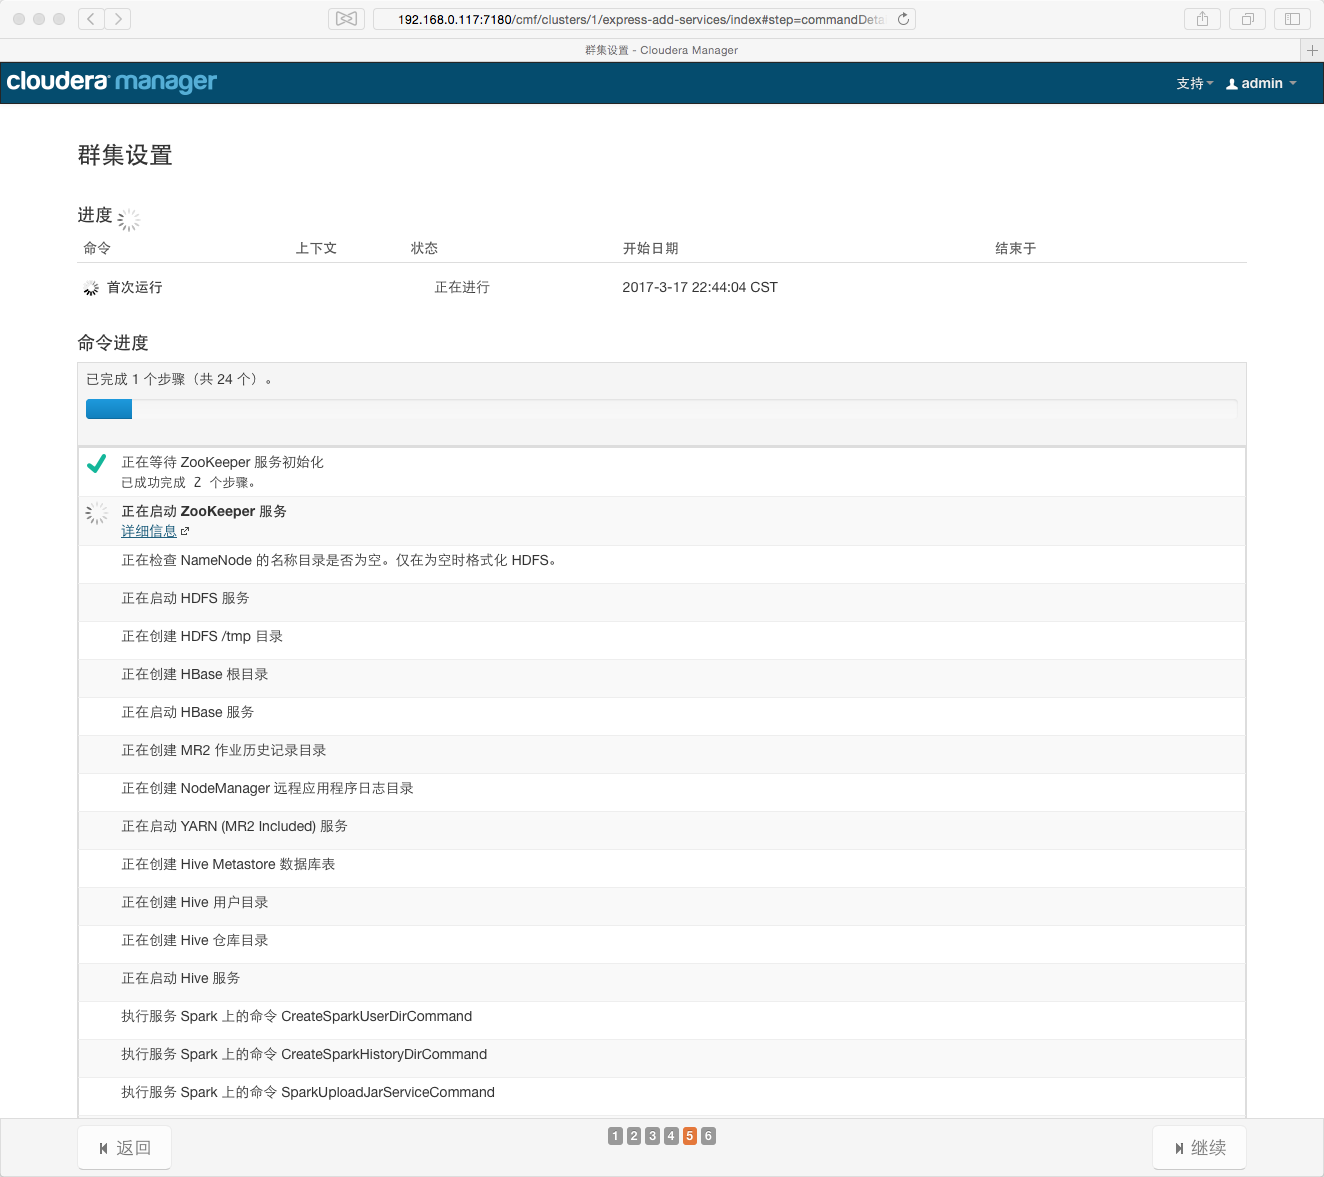 192.168.0.117:7180/cmf/clusters/1/express-add-services/index#step=commandDeta
群集设置 - Cloudera Manager
cloudera manager
支持
admin
群集设置
进度
命令 上下文 状态 开始日期 结束于
首次运行 正在进行 2017-3-17 22:44:04 CST
命令进度
已完成 1 个步骤（共 24 个）。
正在等待 ZooKeeper 服务初始化
已成功完成 2 个步骤。
正在启动 ZooKeeper 服务
详细信息
正在检查 NameNode 的名称目录是否为空。仅在为空时格式化 HDFS。
正在启动 HDFS 服务
正在创建 HDFS /tmp 目录
正在创建 HBase 根目录
正在启动 HBase 服务
正在创建 MR2 作业历史记录目录
正在创建 NodeManager 远程应用程序日志目录
正在启动 YARN (MR2 Included) 服务
正在创建 Hive Metastore 数据库表
正在创建 Hive 用户目录
正在创建 Hive 仓库目录
正在启动 Hive 服务
执行服务 Spark 上的命令 CreateSparkUserDirCommand
执行服务 Spark 上的命令 CreateSparkHistoryDirCommand
执行服务 Spark 上的命令 SparkUploadJarServiceCommand
返回
1 2 3 4 5 6
继续